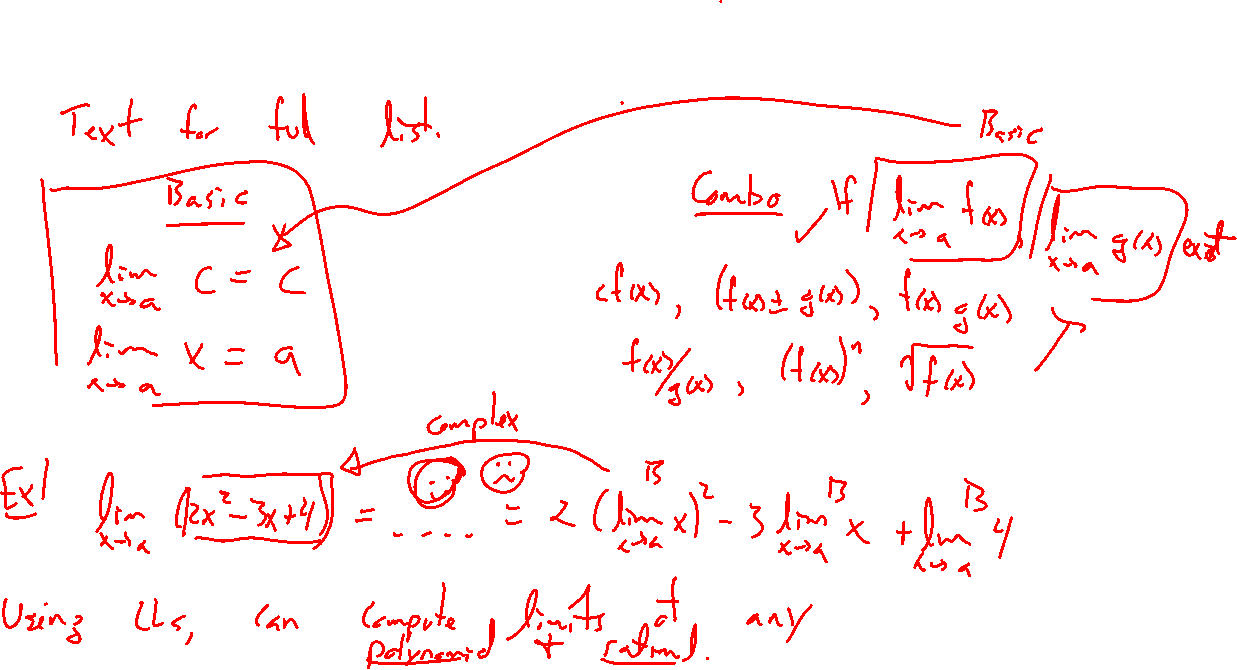 Text for full list.
Basic
Basic
Combo ✓ If lim x→a f(x), lim x→a g(x) exist
lim x→a c = c
cf(x), (f(x) ± g(x)), f(x) g(x)
lim x→a x = a
f(x)/g(x), (f(x))^n, √f(x)
complex
Ex/ lim x→a (2x² - 3x + 4) = .... = 2 (lim x→a x)² - 3 lim x→a x + lim x→a 4
B B B
Using LLs, can compute limits at any
polynomial + rational.